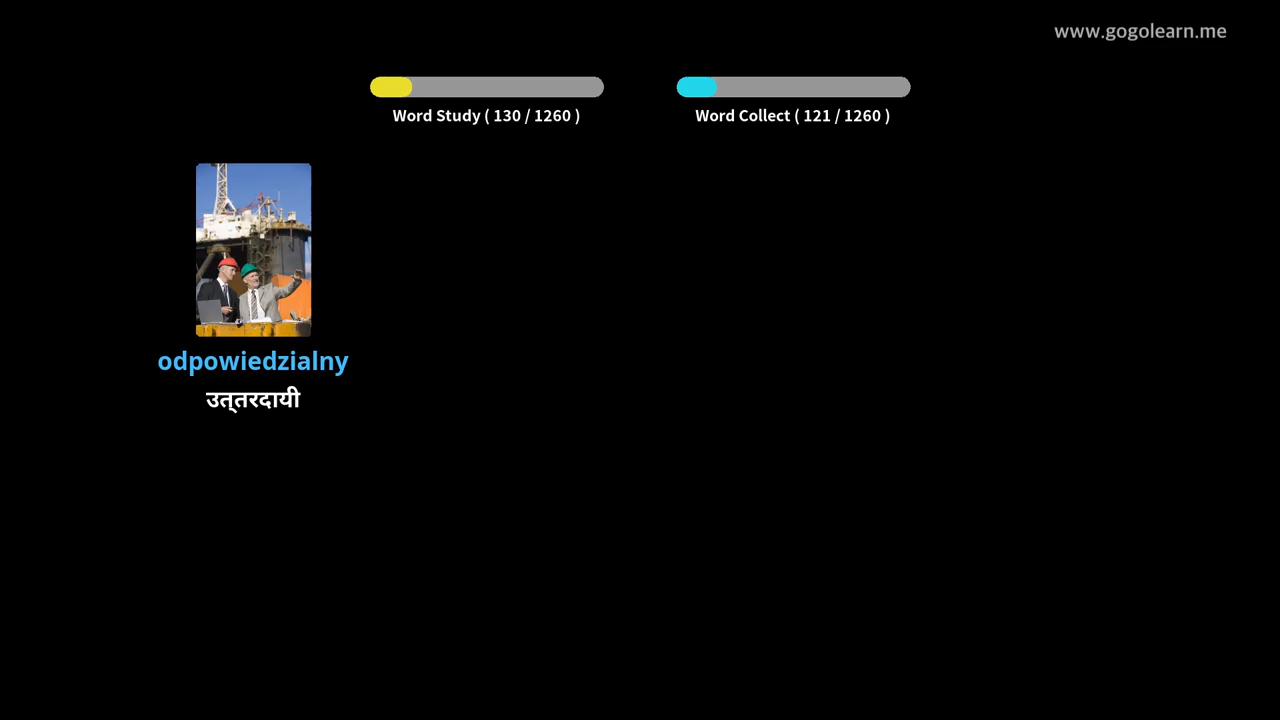 www.gogolearn.me
Word Study ( 130 / 1260 )
Word Collect ( 121 / 1260 )
odpowiedzialny
उत्तरदायी